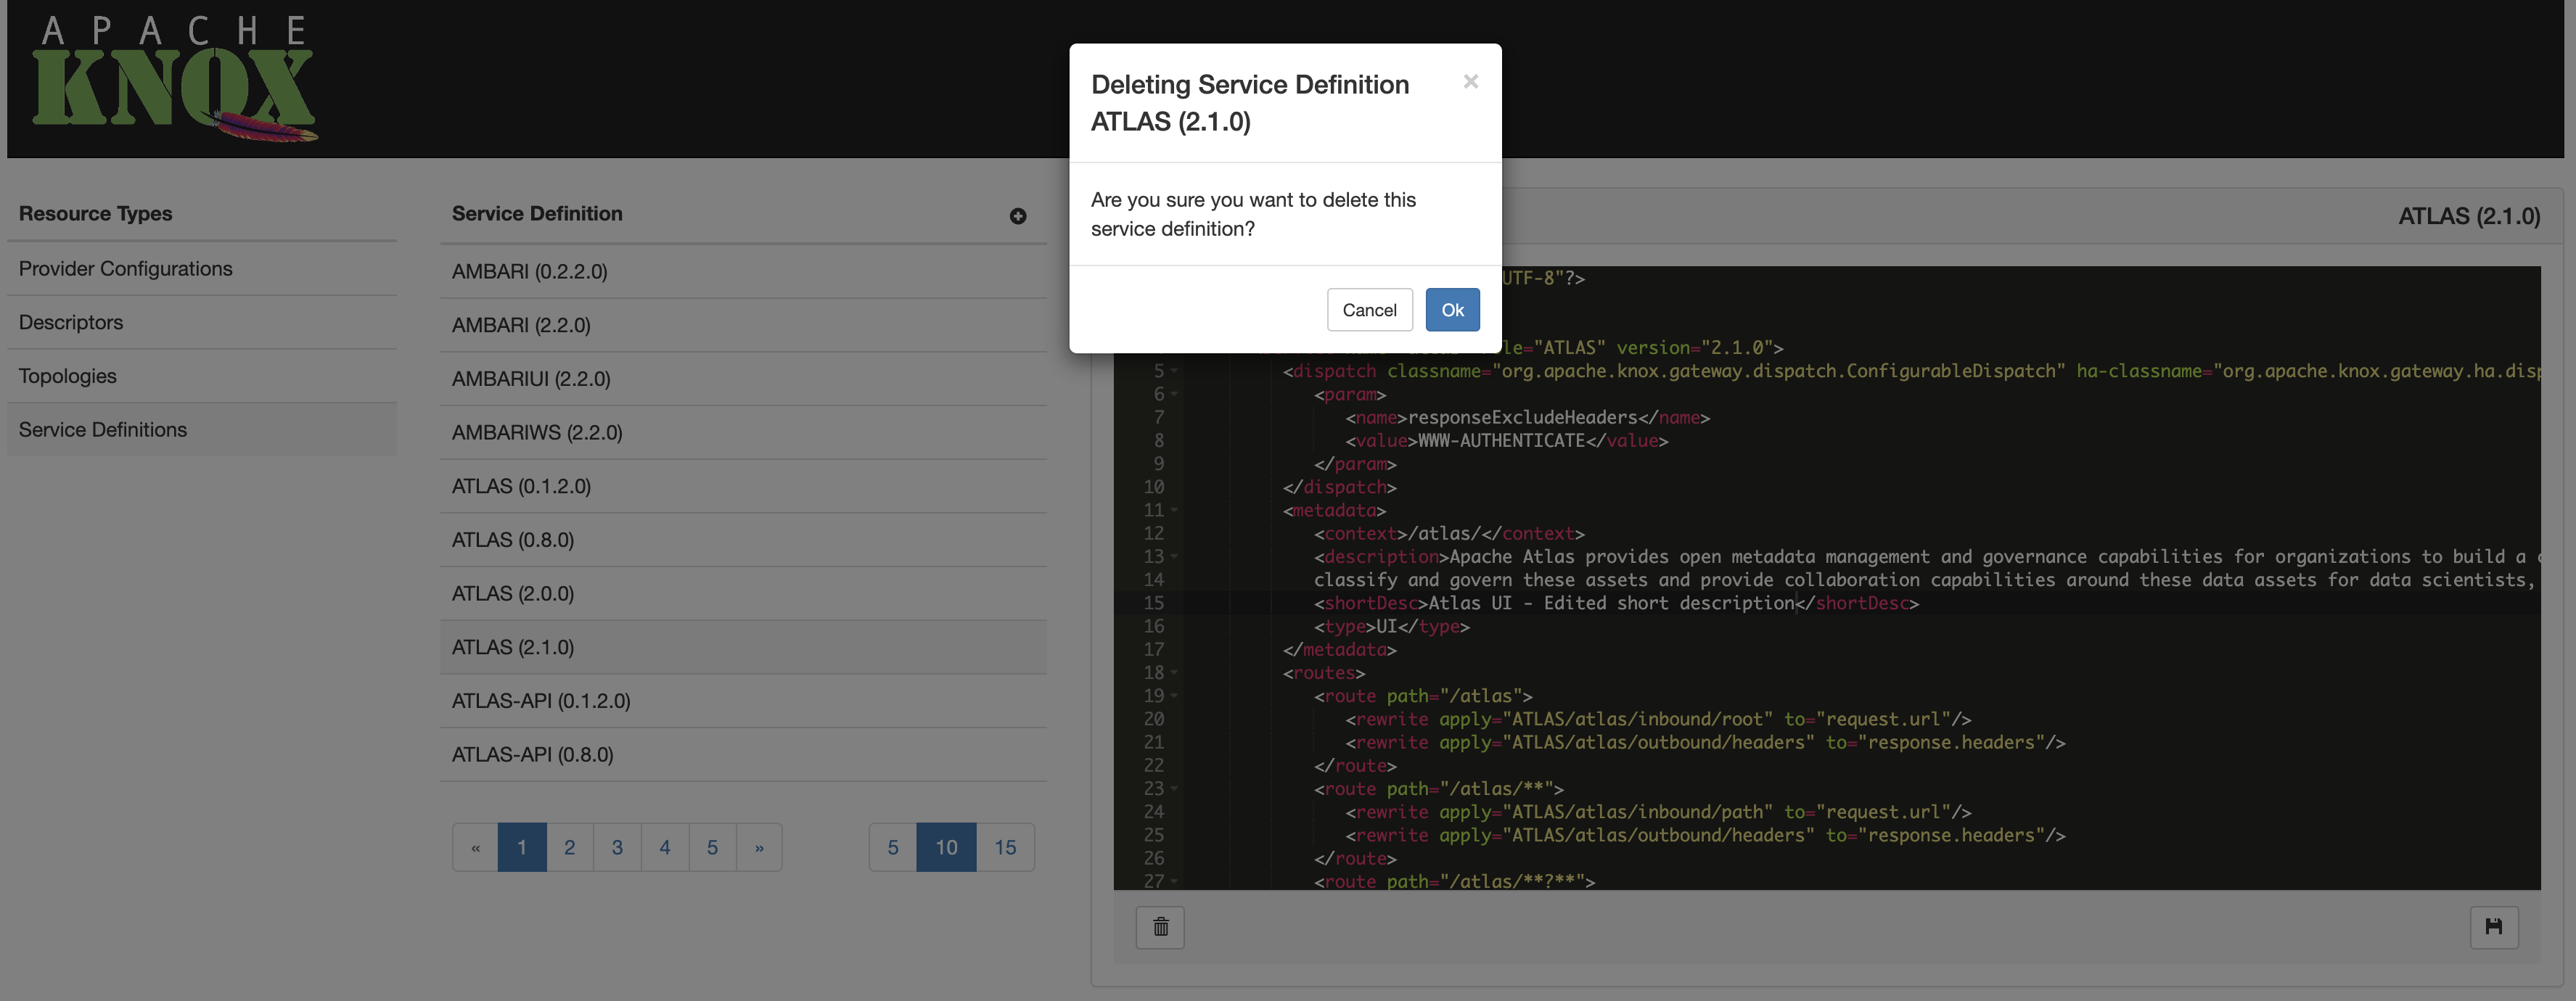 APACHE
KNOX
Deleting Service Definition
ATLAS (2.1.0)
×
Are you sure you want to delete this
service definition?
Cancel
Ok
Resource Types
Provider Configurations
Descriptors
Topologies
Service Definitions
Service Definition
AMBARI (0.2.2.0)
AMBARI (2.2.0)
AMBARIUI (2.2.0)
AMBARIWS (2.2.0)
ATLAS (0.1.2.0)
ATLAS (0.8.0)
ATLAS (2.0.0)
ATLAS (2.1.0)
ATLAS-API (0.1.2.0)
ATLAS-API (0.8.0)
« 1 2 3 4 5 »
5 10 15
ATLAS (2.1.0)
UTF-8"?>
le="ATLAS" version="2.1.0">
5 <dispatch classname="org.apache.knox.gateway.dispatch.ConfigurableDispatch" ha-classname="org.apache.knox.gateway.ha.disp
6 <param>
7 <name>responseExcludeHeaders</name>
8 <value>WWW-AUTHENTICATE</value>
9 </param>
10 </dispatch>
11 <metadata>
12 <context>/atlas/</context>
13 <description>Apache Atlas provides open metadata management and governance capabilities for organizations to build a
14 classify and govern these assets and provide collaboration capabilities around these data assets for data scientists,
15 <shortDesc>Atlas UI - Edited short description</shortDesc>
16 <type>UI</type>
17 </metadata>
18 <routes>
19 <route path="/atlas">
20 <rewrite apply="ATLAS/atlas/inbound/root" to="request.url"/>
21 <rewrite apply="ATLAS/atlas/outbound/headers" to="response.headers"/>
22 </route>
23 <route path="/atlas/**">
24 <rewrite apply="ATLAS/atlas/inbound/path" to="request.url"/>
25 <rewrite apply="ATLAS/atlas/outbound/headers" to="response.headers"/>
26 </route>
27 <route path="/atlas/**?**">